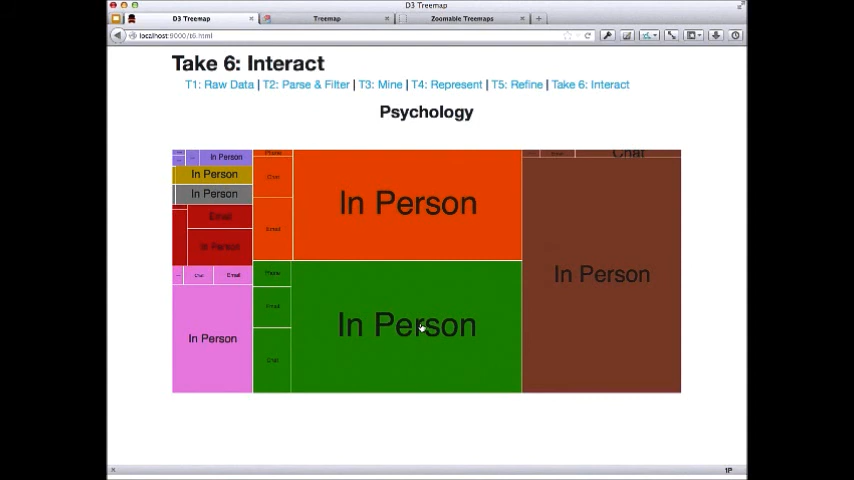 D3 Treemap
D3 Treemap
Treemap
Zoomable Treemaps
localhost:9000/t6.html
Take 6: Interact
T1: Raw Data | T2: Parse & Filter | T3: Mine | T4: Represent | T5: Refine | Take 6: Interact
Psychology
In Person
In Person
In Person
Email
In Person
Chat
Email
In Person
Phone
Chat
Email
In Person
Phone
Email
Chat
In Person
Chat
In Person